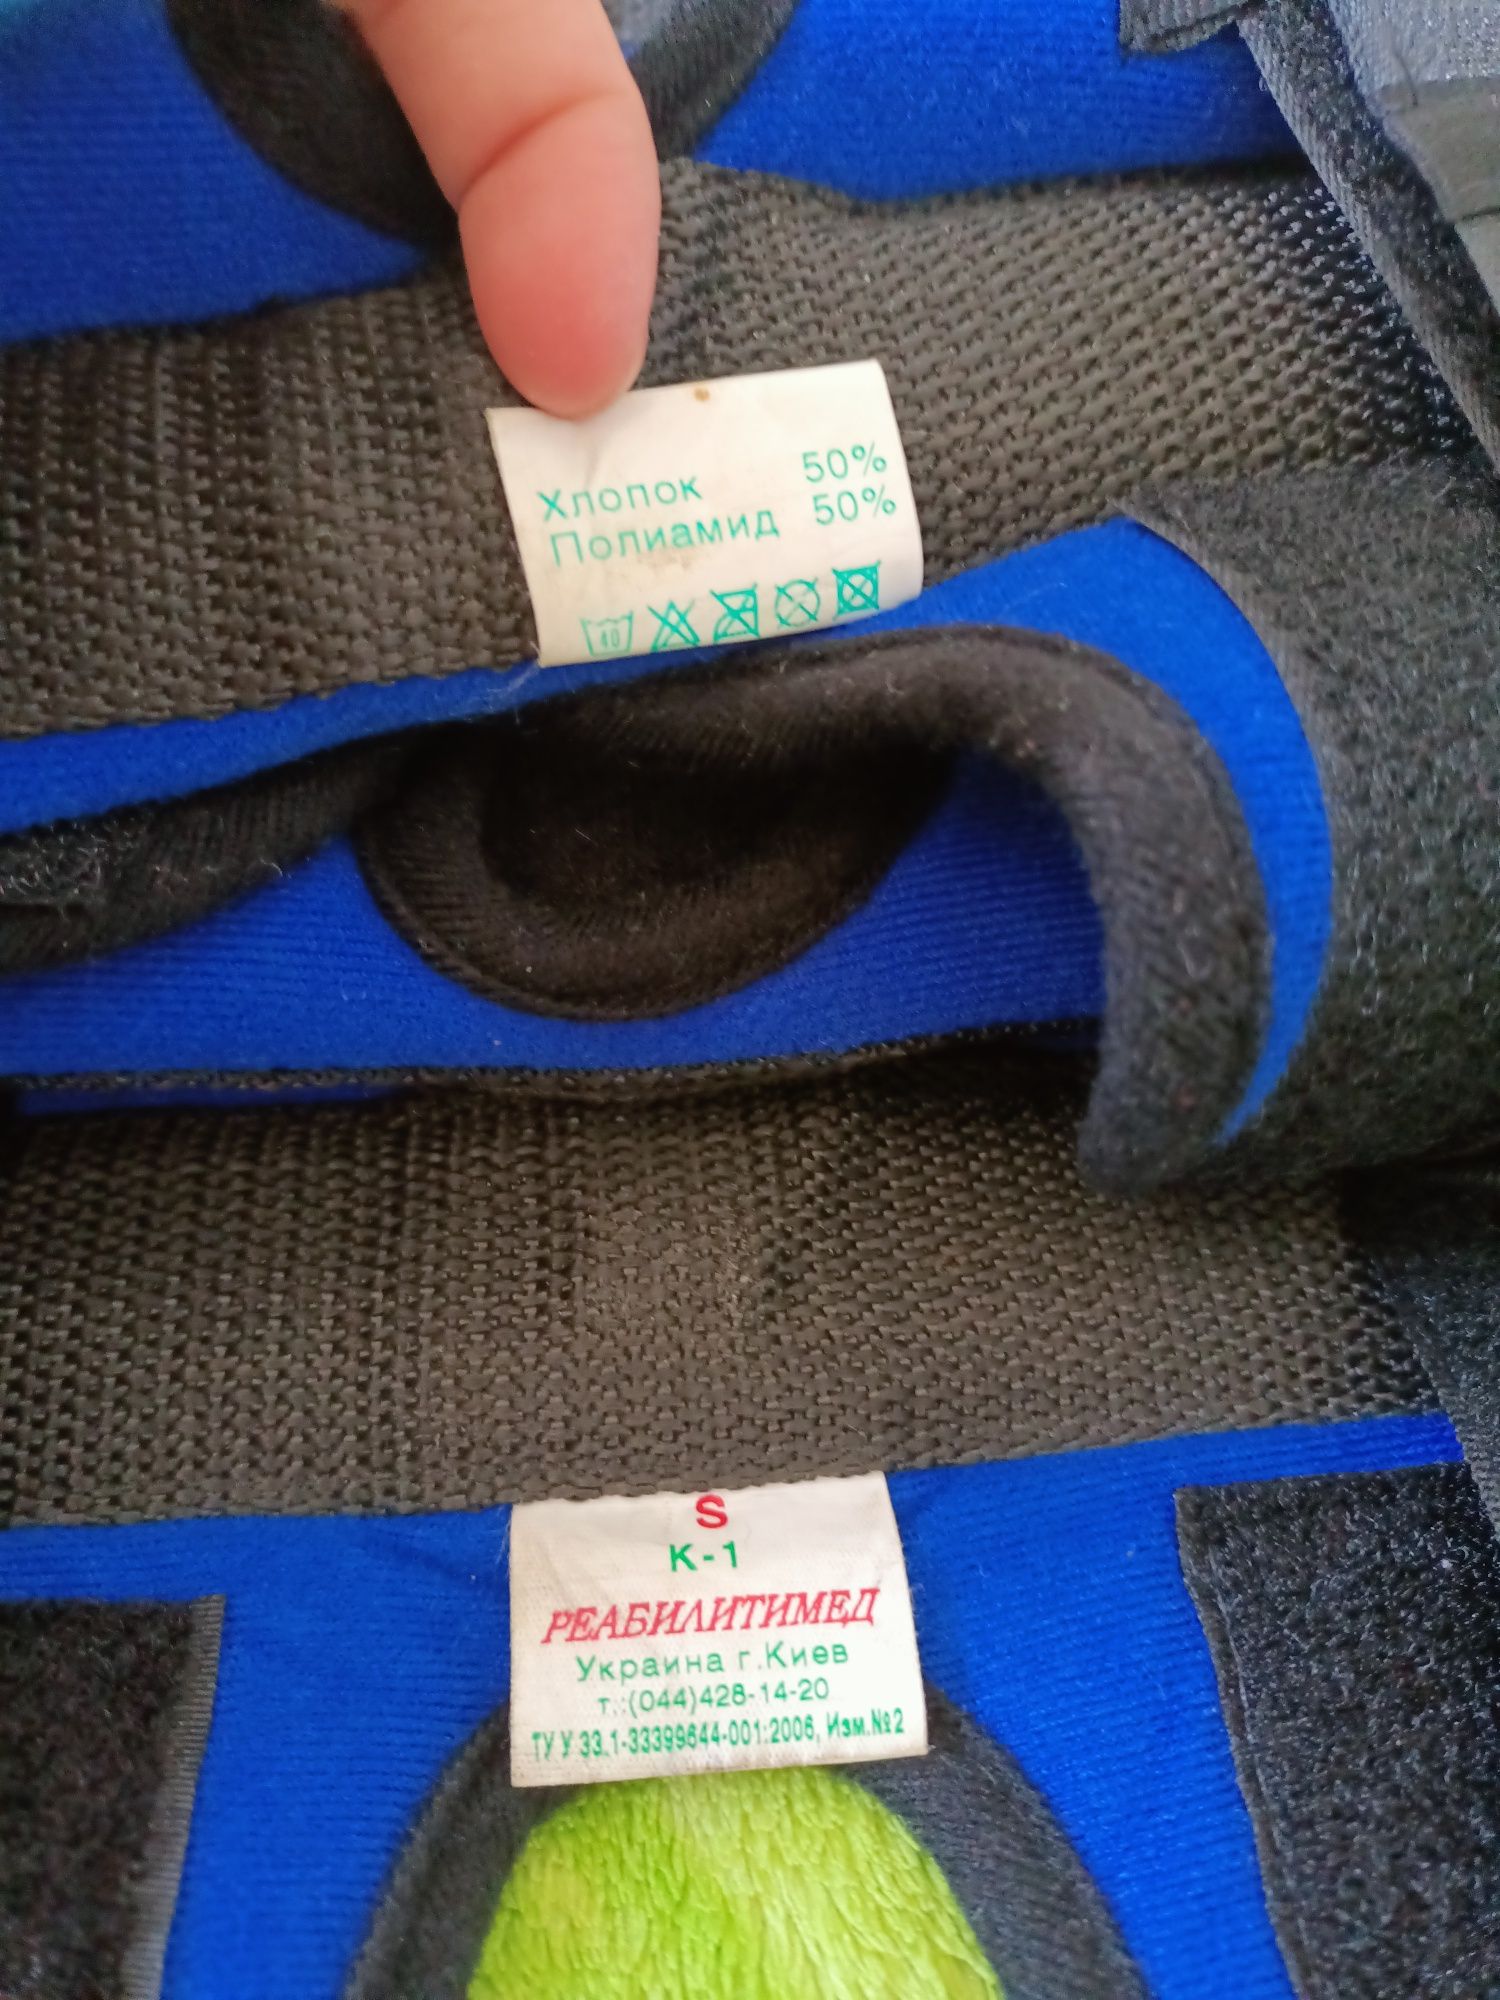 Хлопок 50%
Полиамид 50%
40
S
К-1
РЕАБИЛИТИМЕД
Украина г.Киев
т.:(044)428-14-20
ТУ У 33.1-33399644-001:2006, Изм.№2